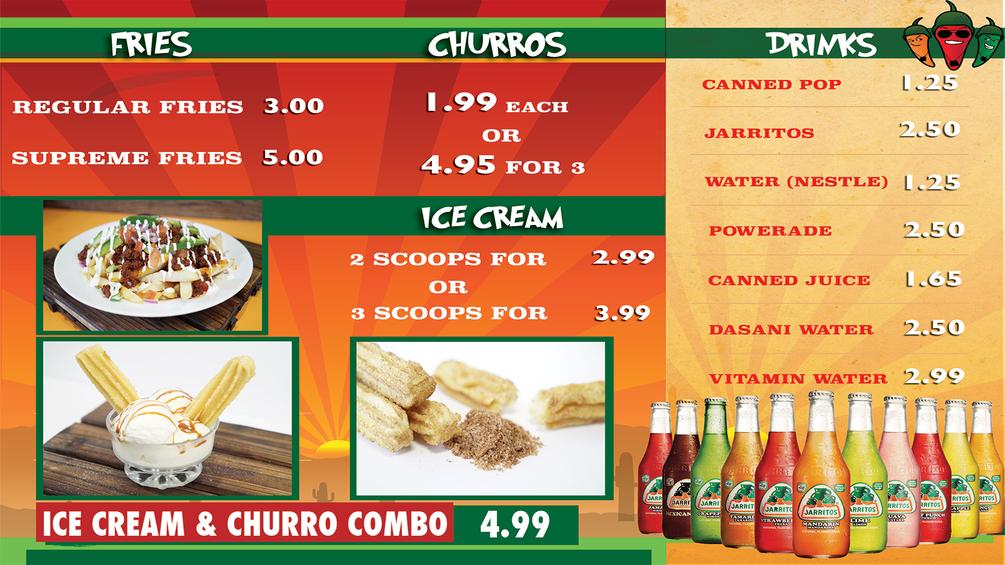 FRIES
REGULAR FRIES 3.00
SUPREME FRIES 5.00
CHURROS
1.99 EACH
OR
4.95 FOR 3
ICE CREAM
2 SCOOPS FOR 2.99
OR
3 SCOOPS FOR 3.99
ICE CREAM & CHURRO COMBO 4.99
DRINKS
CANNED POP 1.25
JARRITOS 2.50
WATER (NESTLE) 1.25
POWERADE 2.50
CANNED JUICE 1.65
DASANI WATER 2.50
VITAMIN WATER 2.99
JARRITOS
MANDARIN